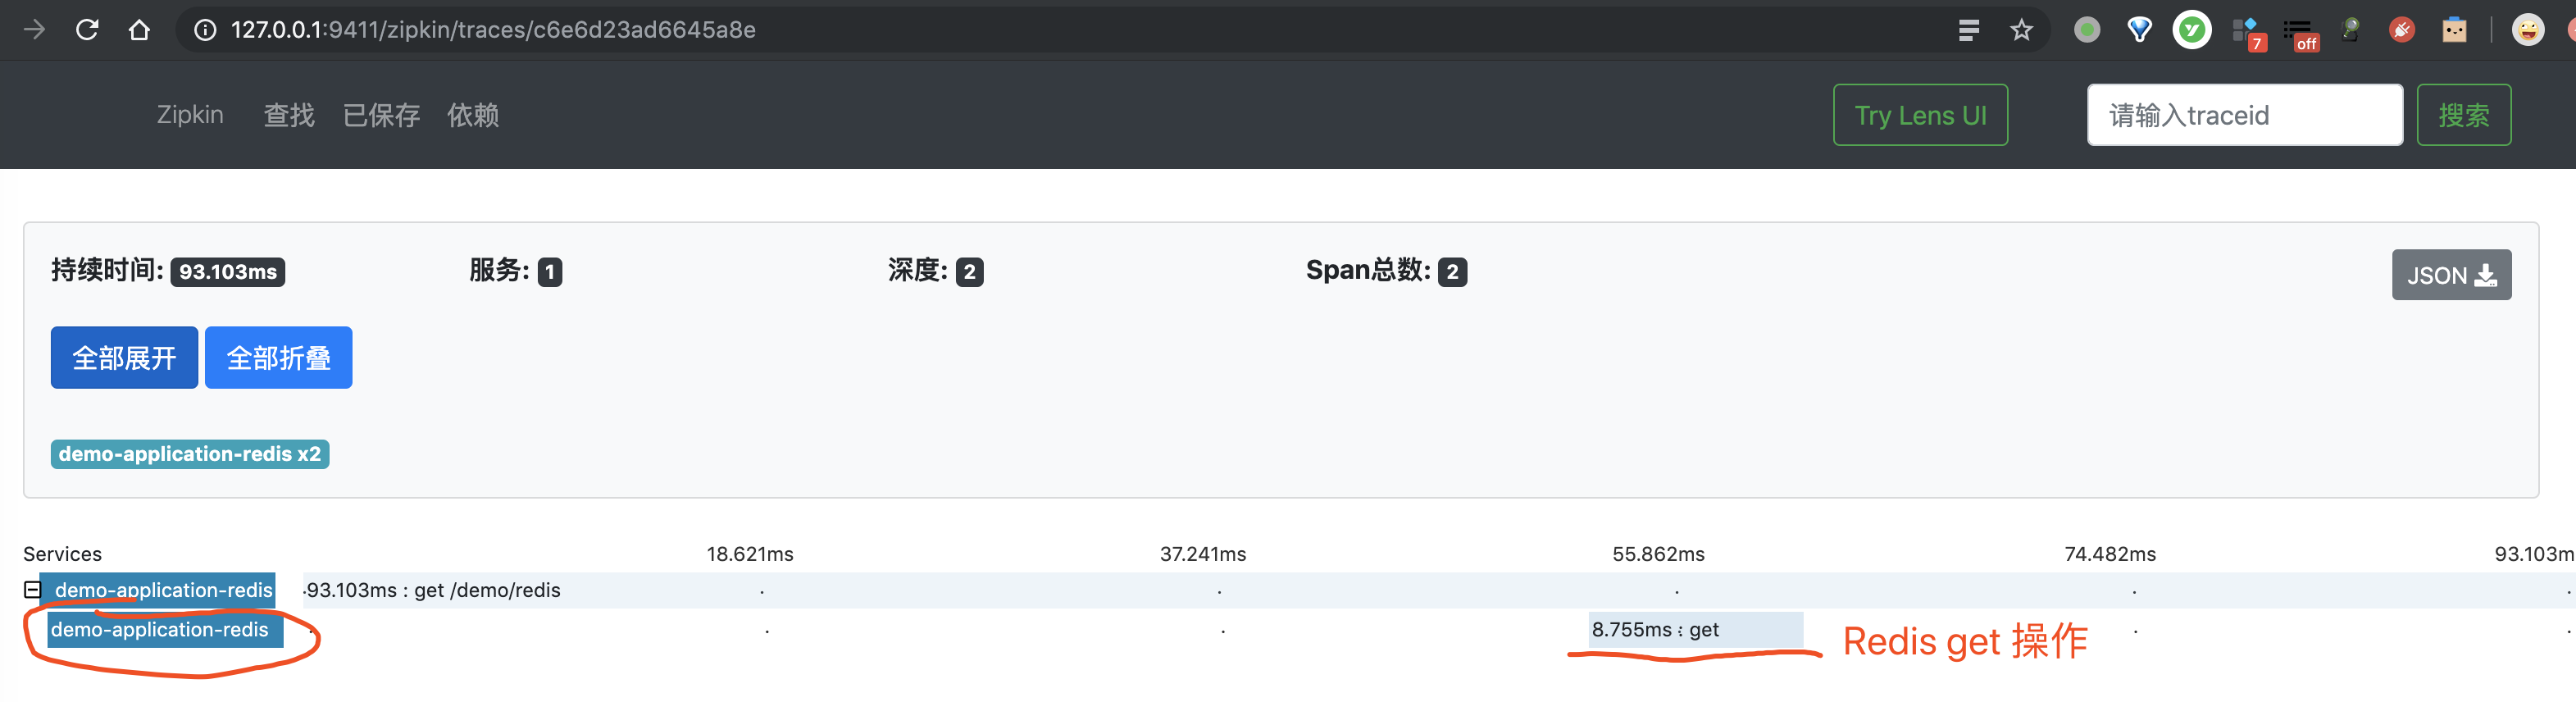 127.0.0.1:9411/zipkin/traces/c6e6d23ad6645a8e
7
off
Zipkin 查找 已保存 依赖 Try Lens UI 请输入traceid 搜索
持续时间: 93.103ms 服务: 1 深度: 2 Span总数: 2 JSON
全部展开 全部折叠
demo-application-redis x2
Services 18.621ms 37.241ms 55.862ms 74.482ms 93.103m
demo-application-redis 93.103ms : get /demo/redis
demo-application-redis 8.755ms : get Redis get 操作